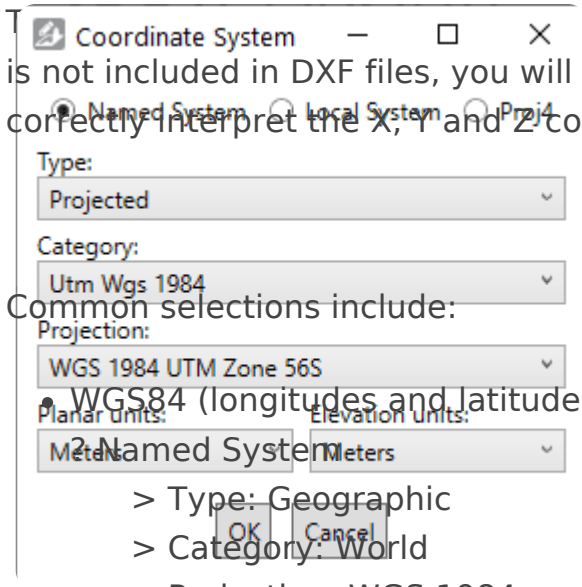 T
Coordinate System
is not included in DXF files, you will
Named System Local System Proj4
correctly interpret the X, Y and Z co
Type:
Projected
Category:
Utm Wgs 1984
Common selections include:
Projection:
WGS 1984 UTM Zone 56S
• WGS84 (longitudes and latitude
Planar units: Elevation units:
Meters Meters
? Named System
> Type: Geographic
OK Cancel
> Category: World